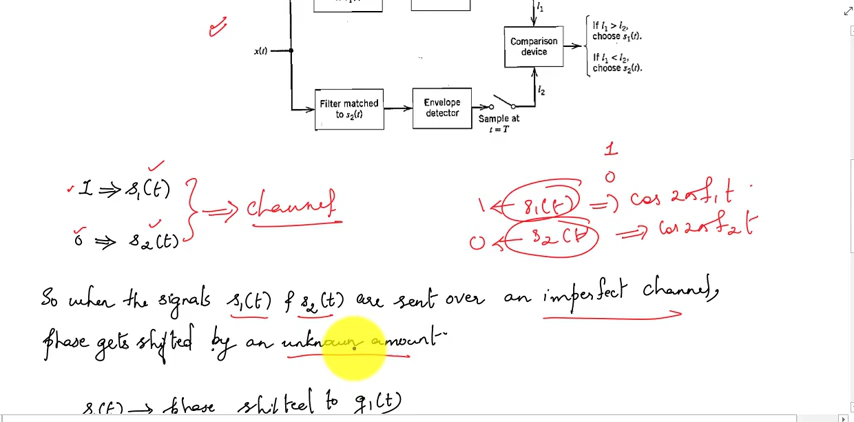 l₁
If l₁ > l₂,
choose s₁(t).
x(t)
Comparison
device
If l₁ < l₂,
choose s₂(t).
l₂
Filter matched
to s₂(t)
Envelope
detector
Sample at
t = T
1
0
1 ⇒ s₁(t)
0 ⇒ s₂(t)
⇒ channel
1 ← s₁(t) ⇒ cos 2πf₁t
0 ← s₂(t) ⇒ cos 2πf₂t
So when the signals s₁(t) & s₂(t) are sent over an imperfect channel,
phase gets shifted by an unknown amount.
s₁(t) → phase shifted to g₁(t)